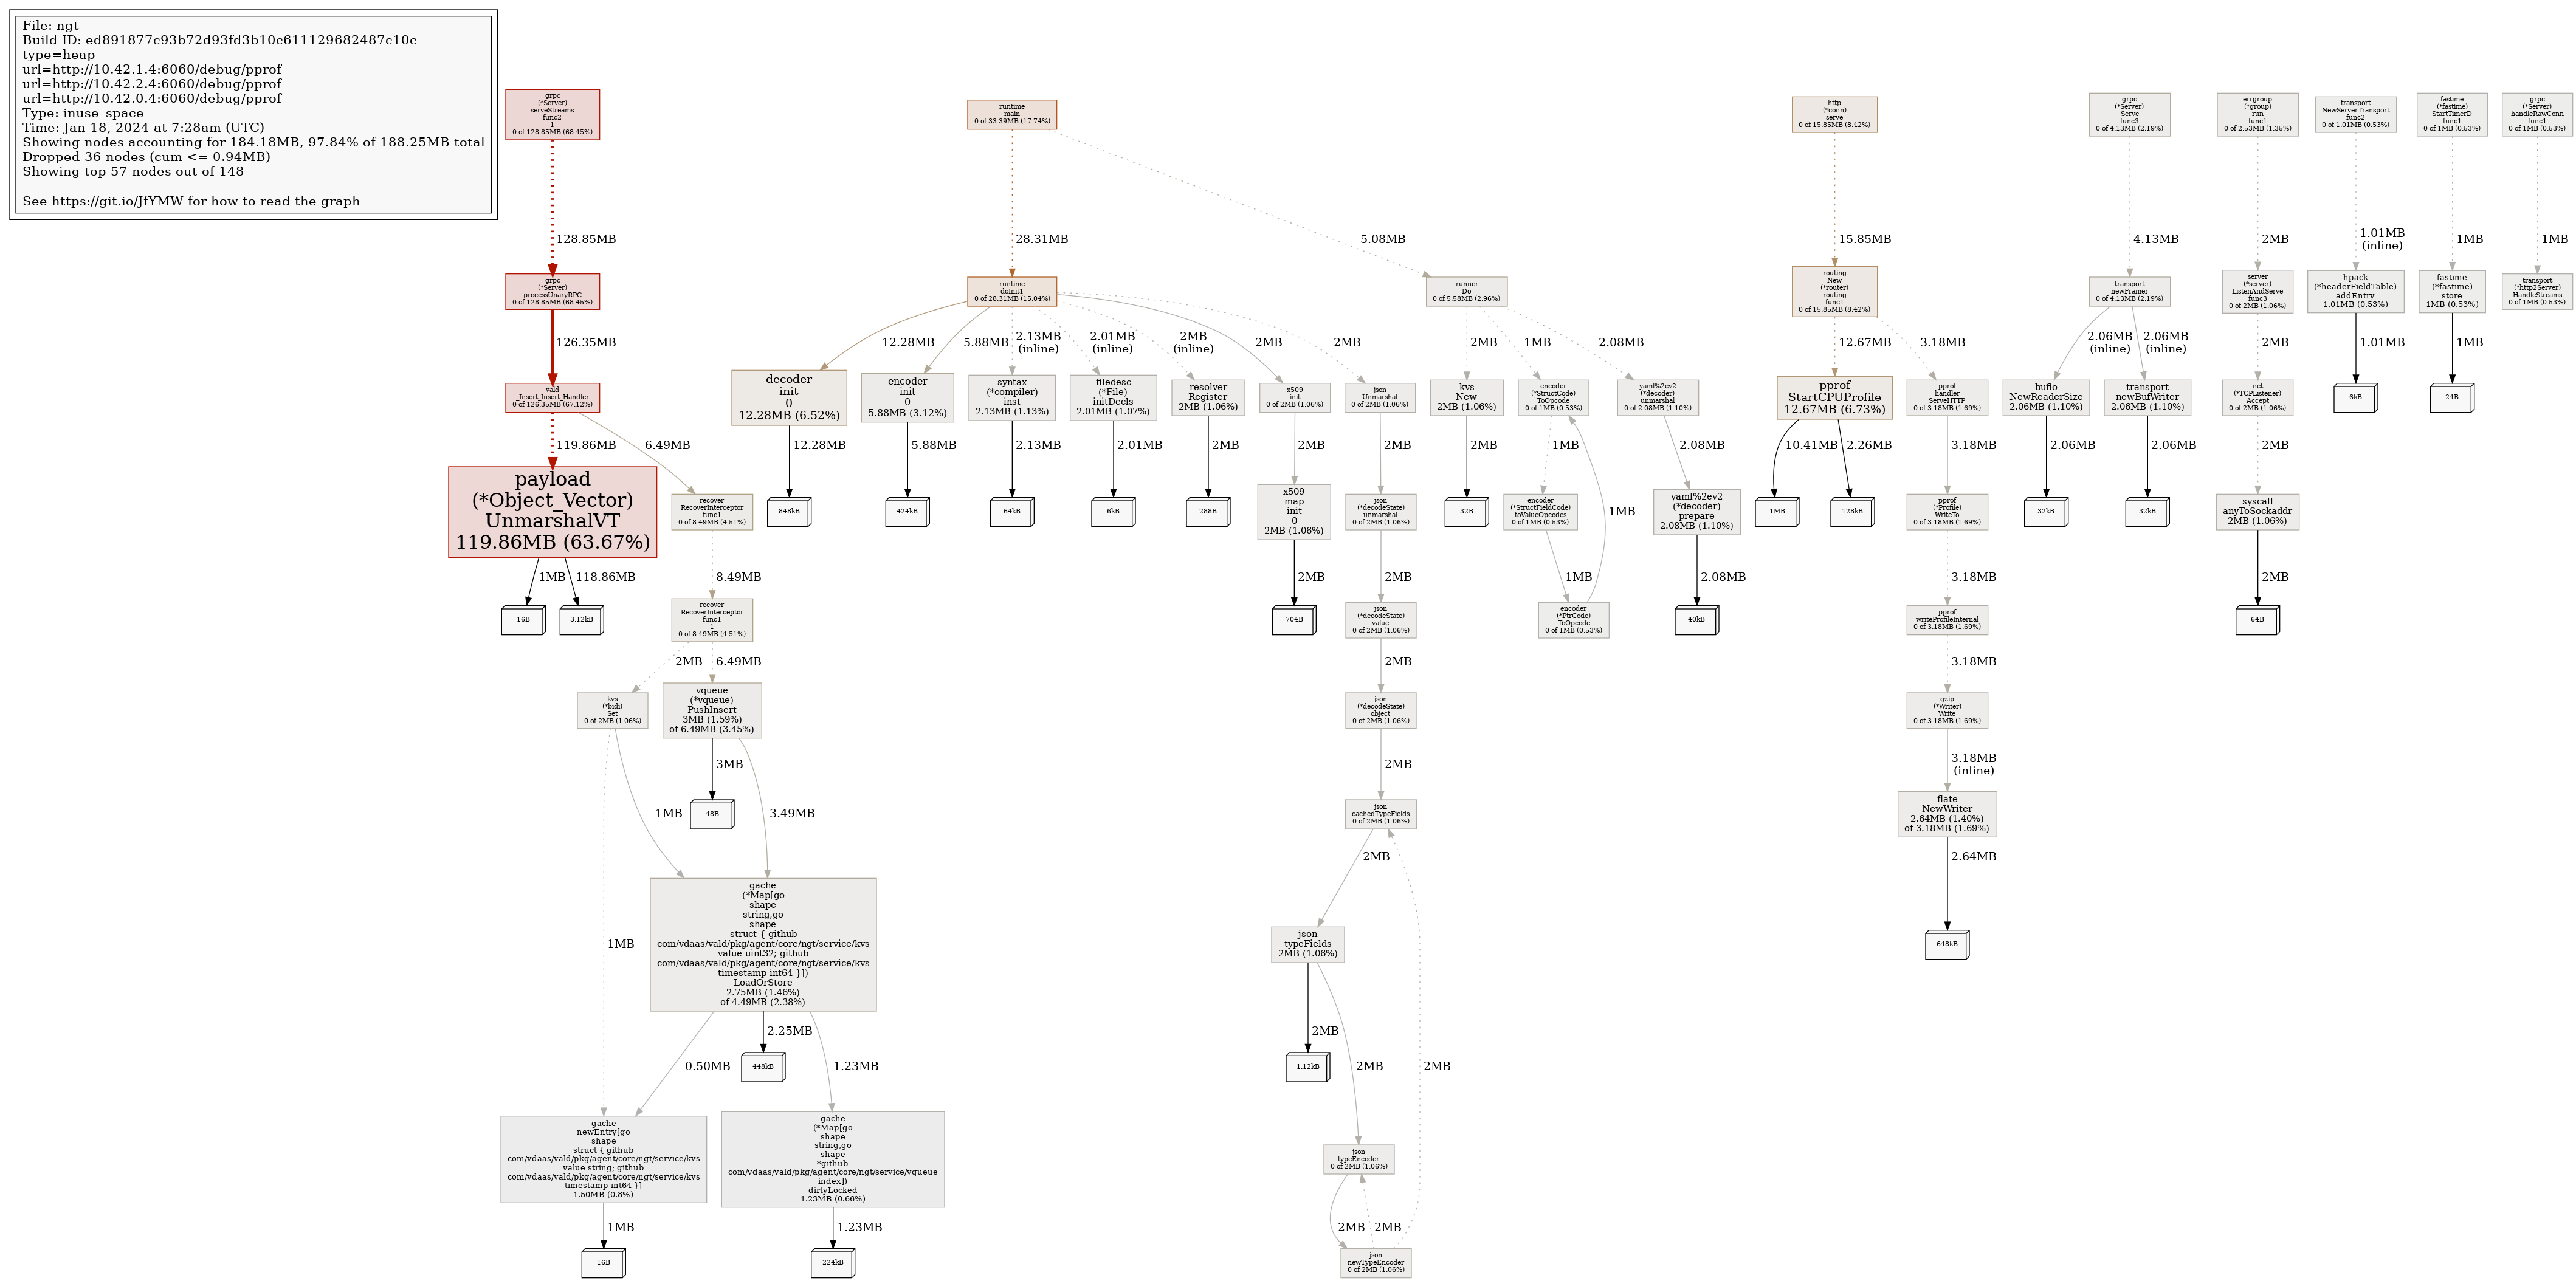 File: ngt
Build ID: ed891877c93b72d93fd3b10c611129682487c10c
type=heap
url=http://10.42.1.4:6060/debug/pprof
url=http://10.42.2.4:6060/debug/pprof
url=http://10.42.0.4:6060/debug/pprof
Type: inuse_space
Time: Jan 18, 2024 at 7:28am (UTC)
Showing nodes accounting for 184.18MB, 97.84% of 188.25MB total
Dropped 36 nodes (cum <= 0.94MB)
Showing top 57 nodes out of 148
See https://git.io/JfYMW for how to read the graph
grpc
(*Server)
serveStreams
func2
1
0 of 128.85MB (68.45%)
runtime
main
0 of 33.39MB (17.74%)
http
(*conn)
serve
0 of 15.85MB (8.42%)
grpc
(*Server)
Serve
func3
0 of 4.13MB (2.19%)
errgroup
(*group)
run
func1
0 of 2.53MB (1.35%)
transport
NewServerTransport
func2
0 of 1.01MB (0.53%)
fastime
(*fastime)
StartTimerD
func1
0 of 1MB (0.53%)
grpc
(*Server)
handleRawConn
func1
0 of 1MB (0.53%)
128.85MB
28.31MB
5.08MB
15.85MB
4.13MB
2MB
1.01MB
(inline)
1MB
1MB
grpc
(*Server)
processUnaryRPC
0 of 128.85MB (68.45%)
runtime
doInit1
0 of 28.31MB (15.04%)
runner
Do
0 of 5.58MB (2.96%)
routing
New
(*router)
routing
func1
0 of 15.85MB (8.42%)
transport
newFramer
0 of 4.13MB (2.19%)
server
(*server)
ListenAndServe
func3
0 of 2MB (1.06%)
hpack
(*headerFieldTable)
addEntry
1.01MB (0.53%)
fastime
(*fastime)
store
1MB (0.53%)
transport
(*http2Server)
HandleStreams
0 of 1MB (0.53%)
126.35MB
12.28MB
5.88MB
2.13MB
(inline)
2.01MB
(inline)
2MB
(inline)
2MB
2MB
2MB
1MB
2.08MB
12.67MB
3.18MB
2.06MB
(inline)
2.06MB
(inline)
2MB
1.01MB
1MB
vald
_Insert_Insert_Handler
0 of 126.35MB (67.12%)
decoder
init
0
12.28MB (6.52%)
encoder
init
0
5.88MB (3.12%)
syntax
(*compiler)
inst
2.13MB (1.13%)
filedesc
(*File)
initDecls
2.01MB (1.07%)
resolver
Register
2MB (1.06%)
x509
init
0 of 2MB (1.06%)
json
Unmarshal
0 of 2MB (1.06%)
kvs
New
2MB (1.06%)
encoder
(*StructCode)
ToOpcode
0 of 1MB (0.53%)
yaml%2ev2
(*decoder)
unmarshal
0 of 2.08MB (1.10%)
pprof
StartCPUProfile
12.67MB (6.73%)
pprof
handler
ServeHTTP
0 of 3.18MB (1.69%)
bufio
NewReaderSize
2.06MB (1.10%)
transport
newBufWriter
2.06MB (1.10%)
net
(*TCPListener)
Accept
0 of 2MB (1.06%)
6kB
24B
119.86MB
6.49MB
12.28MB
5.88MB
2.13MB
2.01MB
2MB
2MB
2MB
2MB
1MB
2.08MB
10.41MB
2.26MB
3.18MB
2.06MB
2.06MB
2MB
payload
(*Object_Vector)
UnmarshalVT
119.86MB (63.67%)
recover
RecoverInterceptor
func1
0 of 8.49MB (4.51%)
848kB
424kB
64kB
6kB
288B
x509
map
init
0
2MB (1.06%)
json
(*decodeState)
unmarshal
0 of 2MB (1.06%)
32B
encoder
(*StructFieldCode)
toValueOpcodes
0 of 1MB (0.53%)
1MB
yaml%2ev2
(*decoder)
prepare
2.08MB (1.10%)
1MB
128kB
pprof
(*Profile)
WriteTo
0 of 3.18MB (1.69%)
32kB
32kB
syscall
anyToSockaddr
2MB (1.06%)
1MB
118.86MB
8.49MB
2MB
2MB
1MB
2.08MB
3.18MB
2MB
16B
3.12kB
recover
RecoverInterceptor
func1
1
0 of 8.49MB (4.51%)
704B
json
(*decodeState)
value
0 of 2MB (1.06%)
encoder
(*PtrCode)
ToOpcode
0 of 1MB (0.53%)
40kB
pprof
writeProfileInternal
0 of 3.18MB (1.69%)
64B
2MB
6.49MB
2MB
3.18MB
kvs
(*bidi)
Set
0 of 2MB (1.06%)
vqueue
(*vqueue)
PushInsert
3MB (1.59%)
of 6.49MB (3.45%)
json
(*decodeState)
object
0 of 2MB (1.06%)
gzip
(*Writer)
Write
0 of 3.18MB (1.69%)
3MB
2MB
3.18MB
(inline)
1MB
48B
3.49MB
json
cachedTypeFields
0 of 2MB (1.06%)
flate
NewWriter
2.64MB (1.40%)
of 3.18MB (1.69%)
2MB
2.64MB
gache
(*Map[go
shape
string,go
shape
struct { github
com/vdaas/vald/pkg/agent/core/ngt/service/kvs
value uint32; github
com/vdaas/vald/pkg/agent/core/ngt/service/kvs
timestamp int64 }])
LoadOrStore
2.75MB (1.46%)
of 4.49MB (2.38%)
1MB
json
typeFields
2MB (1.06%)
648kB
2.25MB
2MB
0.50MB
448kB
1.23MB
1.12kB
2MB
2MB
gache
newEntry[go
shape
struct { github
com/vdaas/vald/pkg/agent/core/ngt/service/kvs
value string; github
com/vdaas/vald/pkg/agent/core/ngt/service/kvs
timestamp int64 }]
1.50MB (0.8%)
gache
(*Map[go
shape
string,go
shape
*github
com/vdaas/vald/pkg/agent/core/ngt/service/vqueue
index])
dirtyLocked
1.23MB (0.66%)
json
typeEncoder
0 of 2MB (1.06%)
1MB
1.23MB
2MB
2MB
16B
224kB
json
newTypeEncoder
0 of 2MB (1.06%)